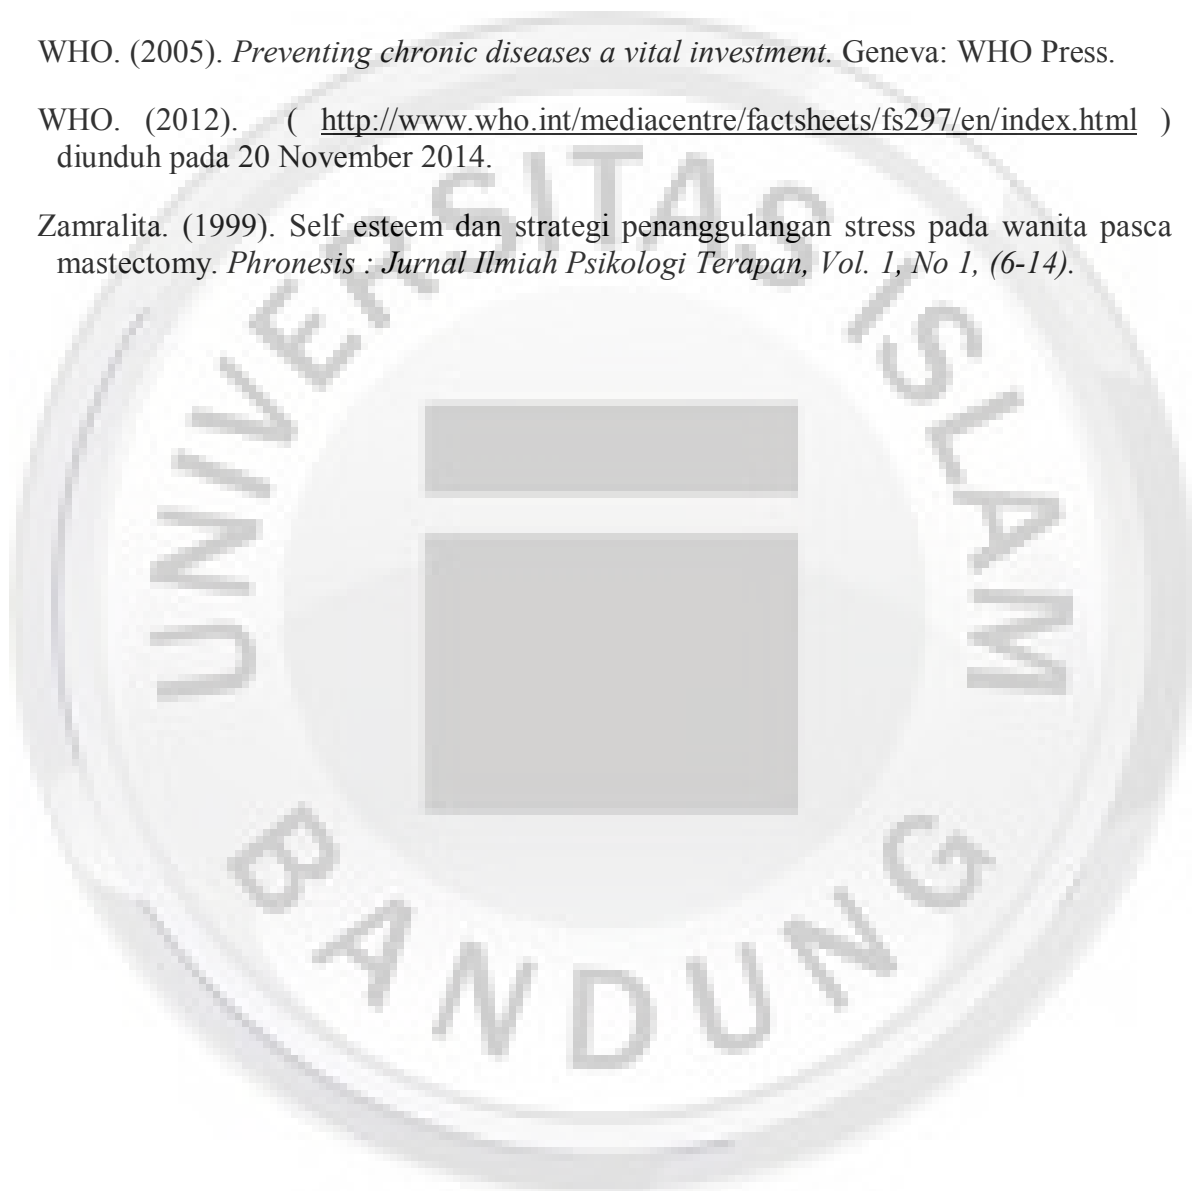 WHO. (2005). Preventing chronic diseases a vital investment. Geneva: WHO Press.
WHO. (2012). ( http://www.who.int/mediacentre/factsheets/fs297/en/index.html )
diunduh pada 20 November 2014.
Zamralita. (1999). Self esteem dan strategi penanggulangan stress pada wanita pasca
mastectomy. Phronesis : Jurnal Ilmiah Psikologi Terapan, Vol. 1, No 1, (6-14).
UNIVERSITAS ISLAM
BANDUNG